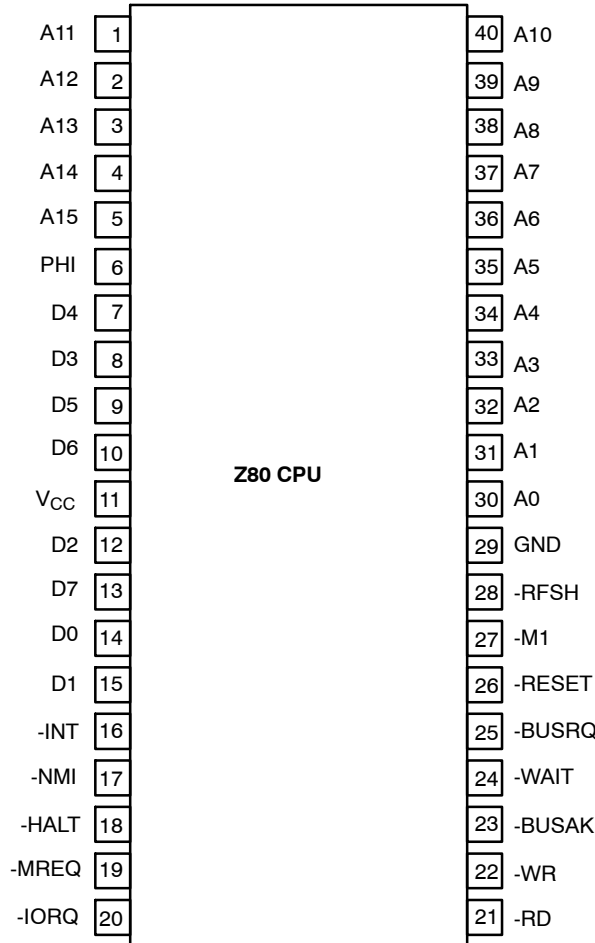 A11 1 40 A10
A12 2 39 A9
A13 3 38 A8
A14 4 37 A7
A15 5 36 A6
PHI 6 35 A5
D4 7 34 A4
D3 8 33 A3
D5 9 32 A2
D6 10 31 A1
Z80 CPU
VCC 11 30 A0
D2 12 29 GND
D7 13 28 -RFSH
D0 14 27 -M1
D1 15 26 -RESET
-INT 16 25 -BUSRQ
-NMI 17 24 -WAIT
-HALT 18 23 -BUSAK
-MREQ 19 22 -WR
-IORQ 20 21 -RD